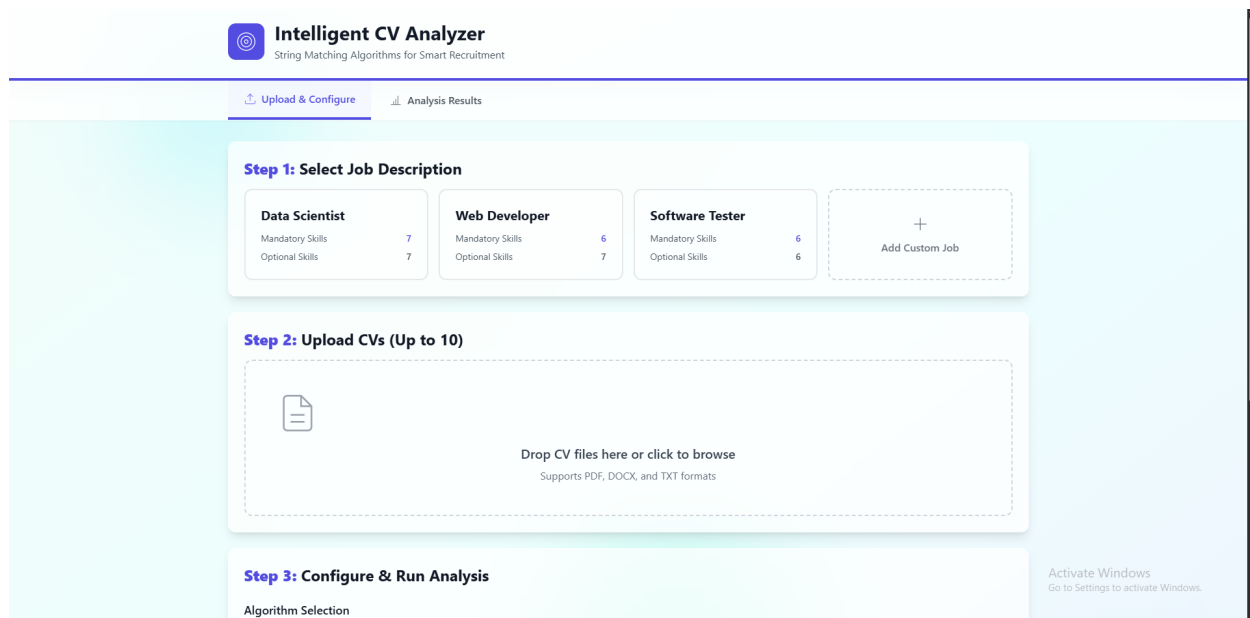 Intelligent CV Analyzer
String Matching Algorithms for Smart Recruitment
Upload & Configure
Analysis Results
Step 1: Select Job Description
Data Scientist
Mandatory Skills 7
Optional Skills 7
Web Developer
Mandatory Skills 6
Optional Skills 7
Software Tester
Mandatory Skills 6
Optional Skills 6
Add Custom Job
Step 2: Upload CVs (Up to 10)
Drop CV files here or click to browse
Supports PDF, DOCX, and TXT formats
Step 3: Configure & Run Analysis
Algorithm Selection
Activate Windows
Go to Settings to activate Windows.